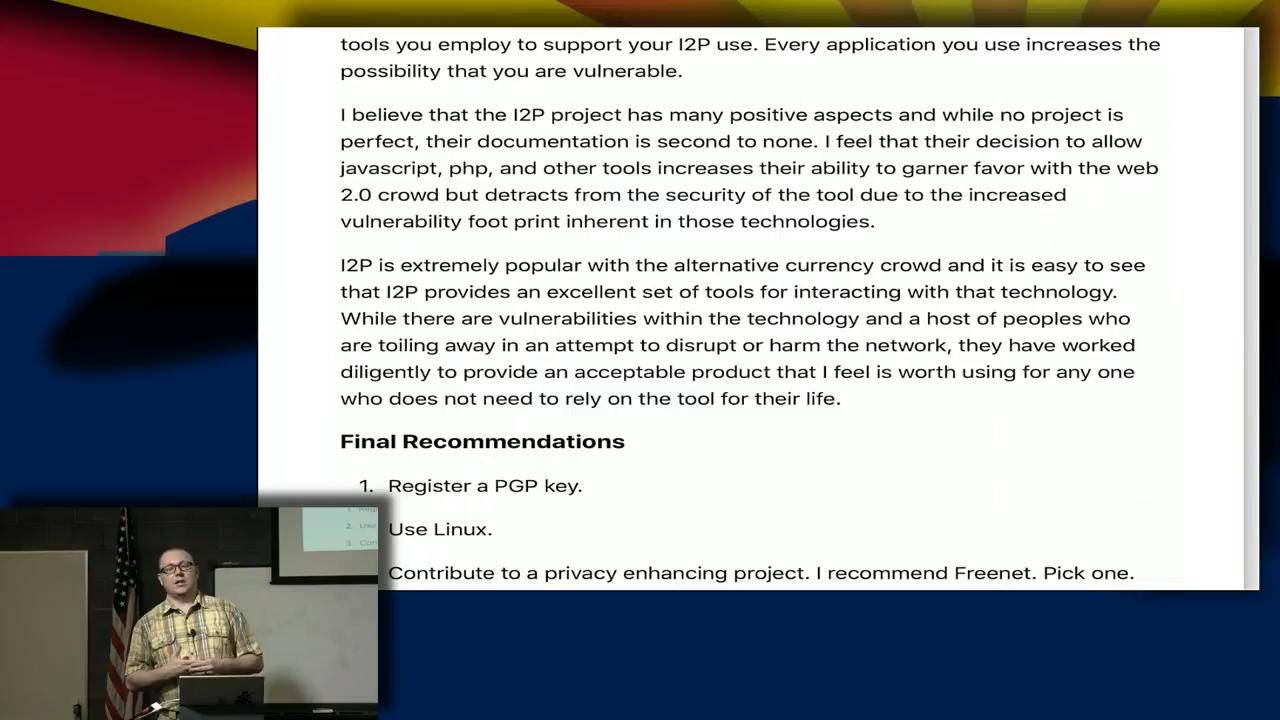 tools you employ to support your I2P use. Every application you use increases the
possibility that you are vulnerable.
I believe that the I2P project has many positive aspects and while no project is
perfect, their documentation is second to none. I feel that their decision to allow
javascript, php, and other tools increases their ability to garner favor with the web
2.0 crowd but detracts from the security of the tool due to the increased
vulnerability foot print inherent in those technologies.
I2P is extremely popular with the alternative currency crowd and it is easy to see
that I2P provides an excellent set of tools for interacting with that technology.
While there are vulnerabilities within the technology and a host of peoples who
are toiling away in an attempt to disrupt or harm the network, they have worked
diligently to provide an acceptable product that I feel is worth using for any one
who does not need to rely on the tool for their life.
Final Recommendations
1. Register a PGP key.
Use Linux.
Contribute to a privacy enhancing project. I recommend Freenet. Pick one.
2. Use
3. Con